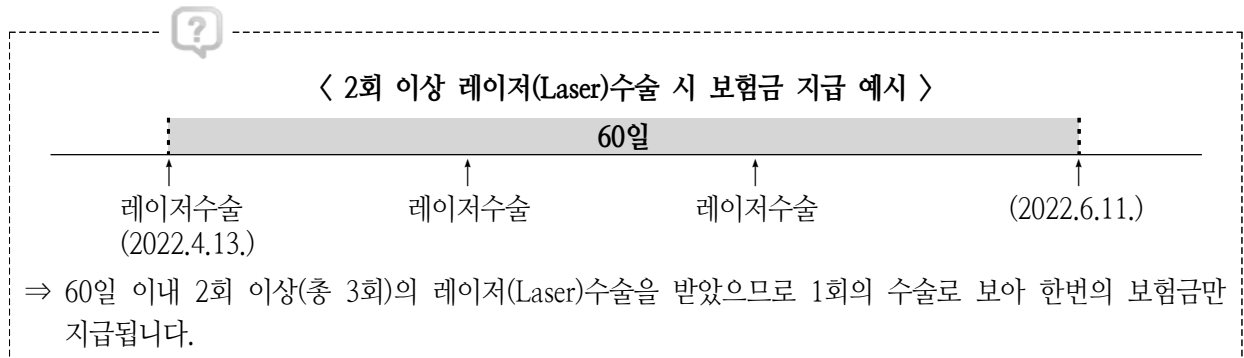 ?
〈 2회 이상 레이저(Laser)수술 시 보험금 지급 예시 〉
60일
레이저수술 레이저수술 레이저수술 (2022.6.11.)
(2022.4.13.)
⇒ 60일 이내 2회 이상(총 3회)의 레이저(Laser)수술을 받았으므로 1회의 수술로 보아 한번의 보험금만
지급됩니다.